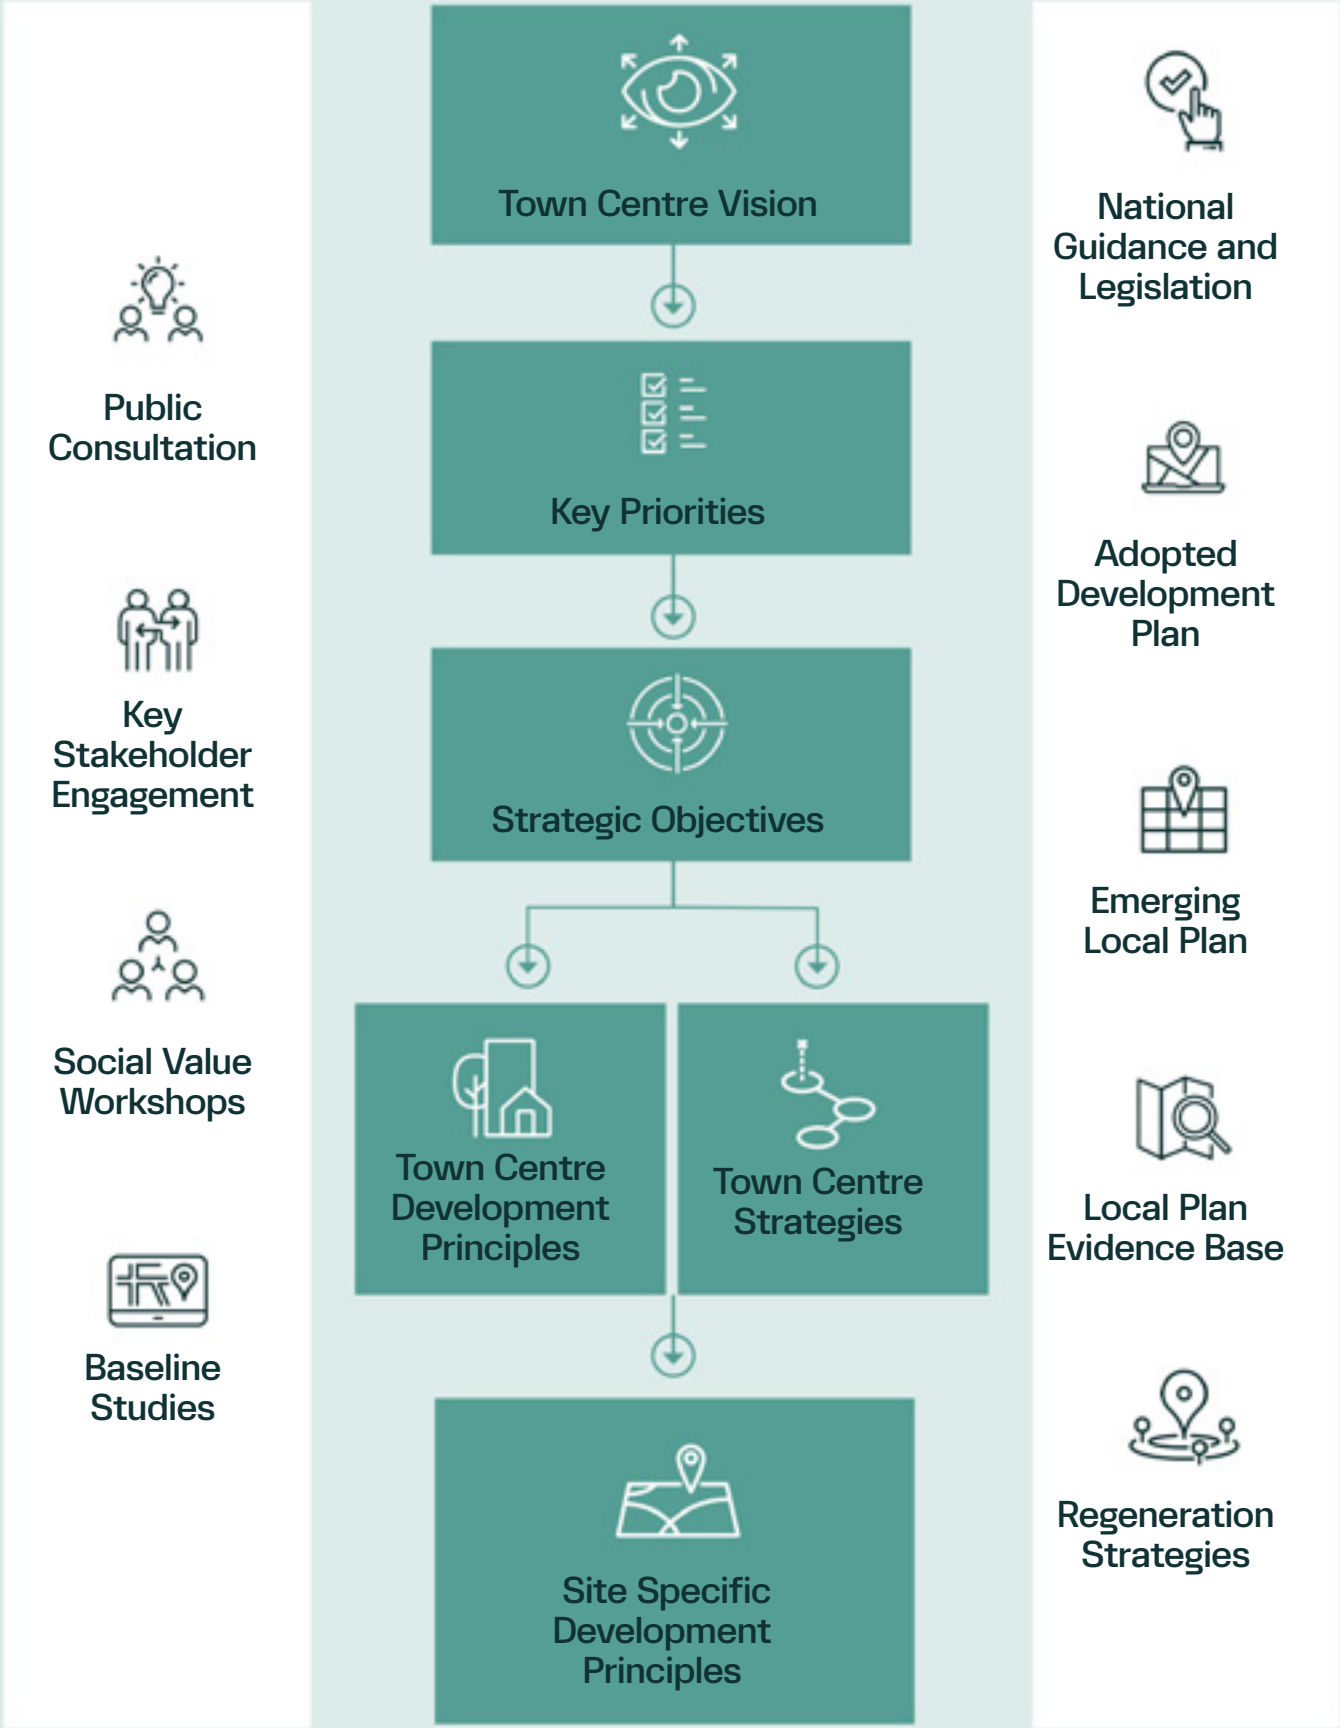 Public
Consultation
Key
Stakeholder
Engagement
Social Value
Workshops
Baseline
Studies
Town Centre Vision
Key Priorities
Strategic Objectives
Town Centre
Development
Principles
Town Centre
Strategies
Site Specific
Development
Principles
National
Guidance and
Legislation
Adopted
Development
Plan
Emerging
Local Plan
Local Plan
Evidence Base
Regeneration
Strategies